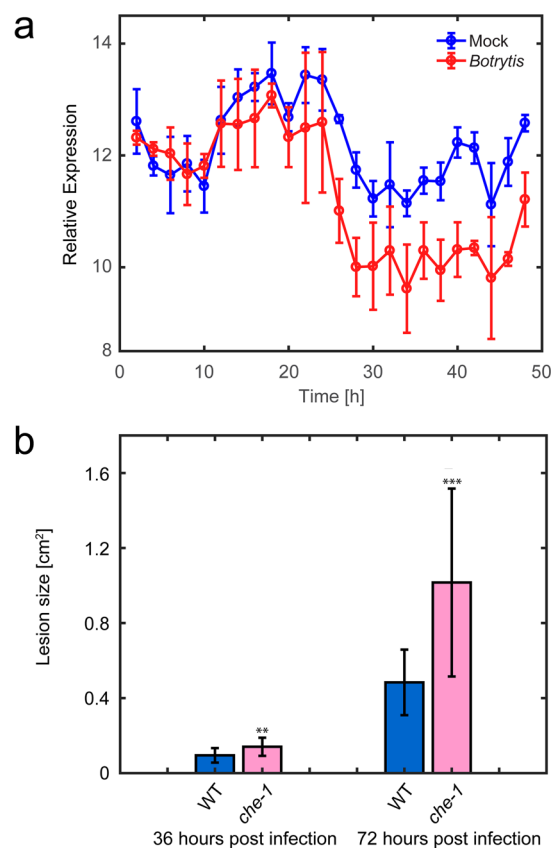 a
14
12
10
8
Relative Expression
Mock
Botrytis
0 10 20 30 40 50
Time [h]
b
1.6
1.2
0.8
0.4
0
Lesion size [cm²]
**
***
WT
che-1
WT
che-1
36 hours post infection 72 hours post infection